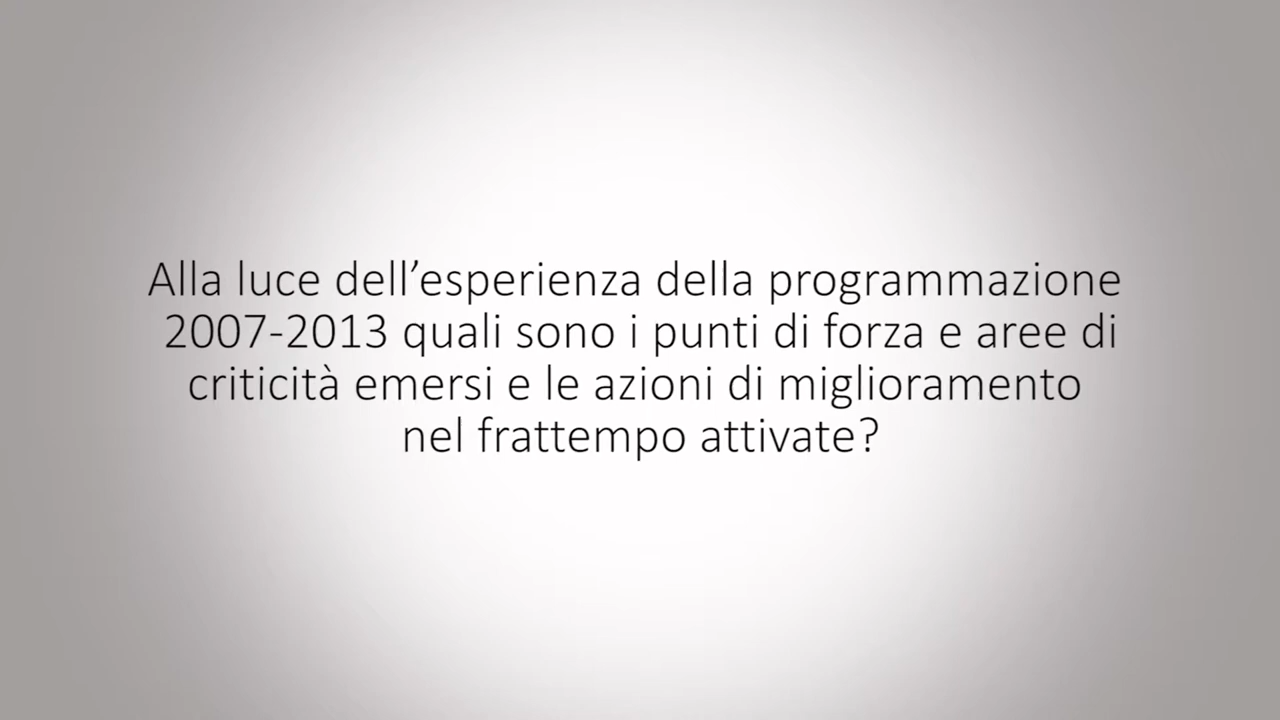 Alla luce dell’esperienza della programmazione
2007-2013 quali sono i punti di forza e aree di
criticità emersi e le azioni di miglioramento
nel frattempo attivate?